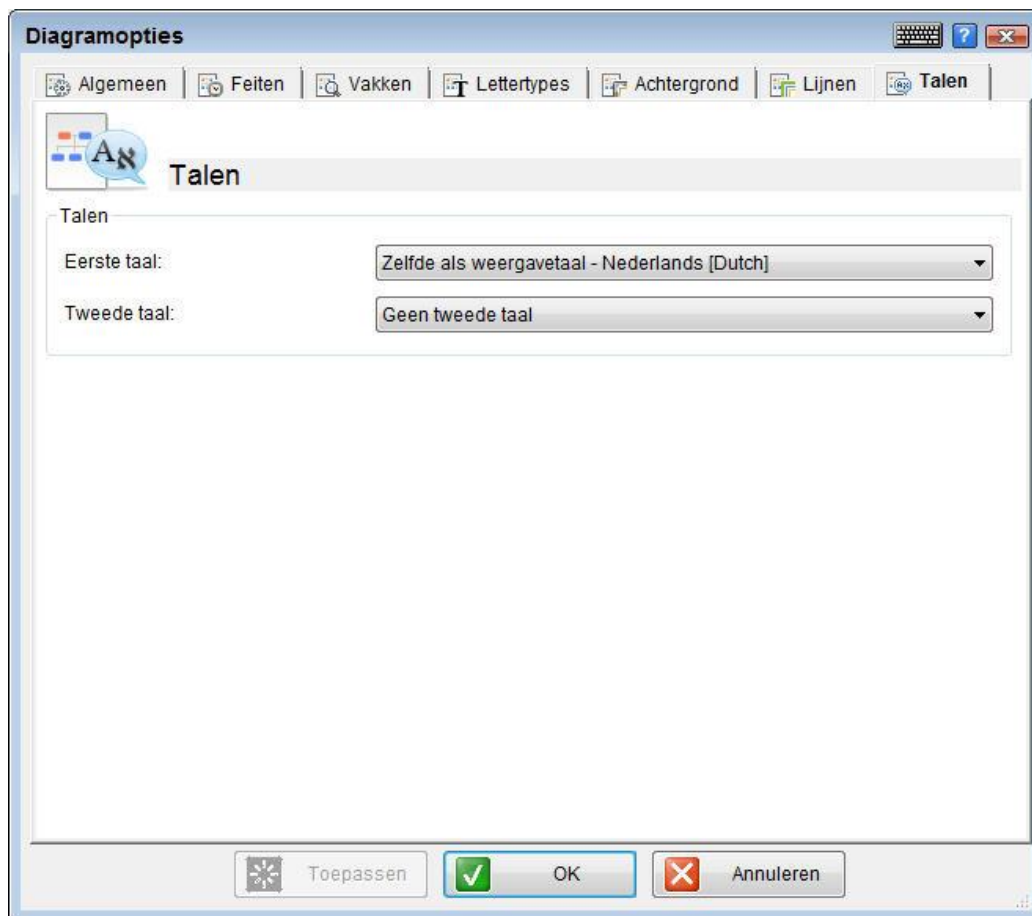 Diagramopties
Algemeen Feiten Vakken Lettertypes Achtergrond Lijnen Talen
Talen
Talen
Eerste taal: Zelfde als weergavetaal - Nederlands [Dutch]
Tweede taal: Geen tweede taal
Toepassen OK Annuleren